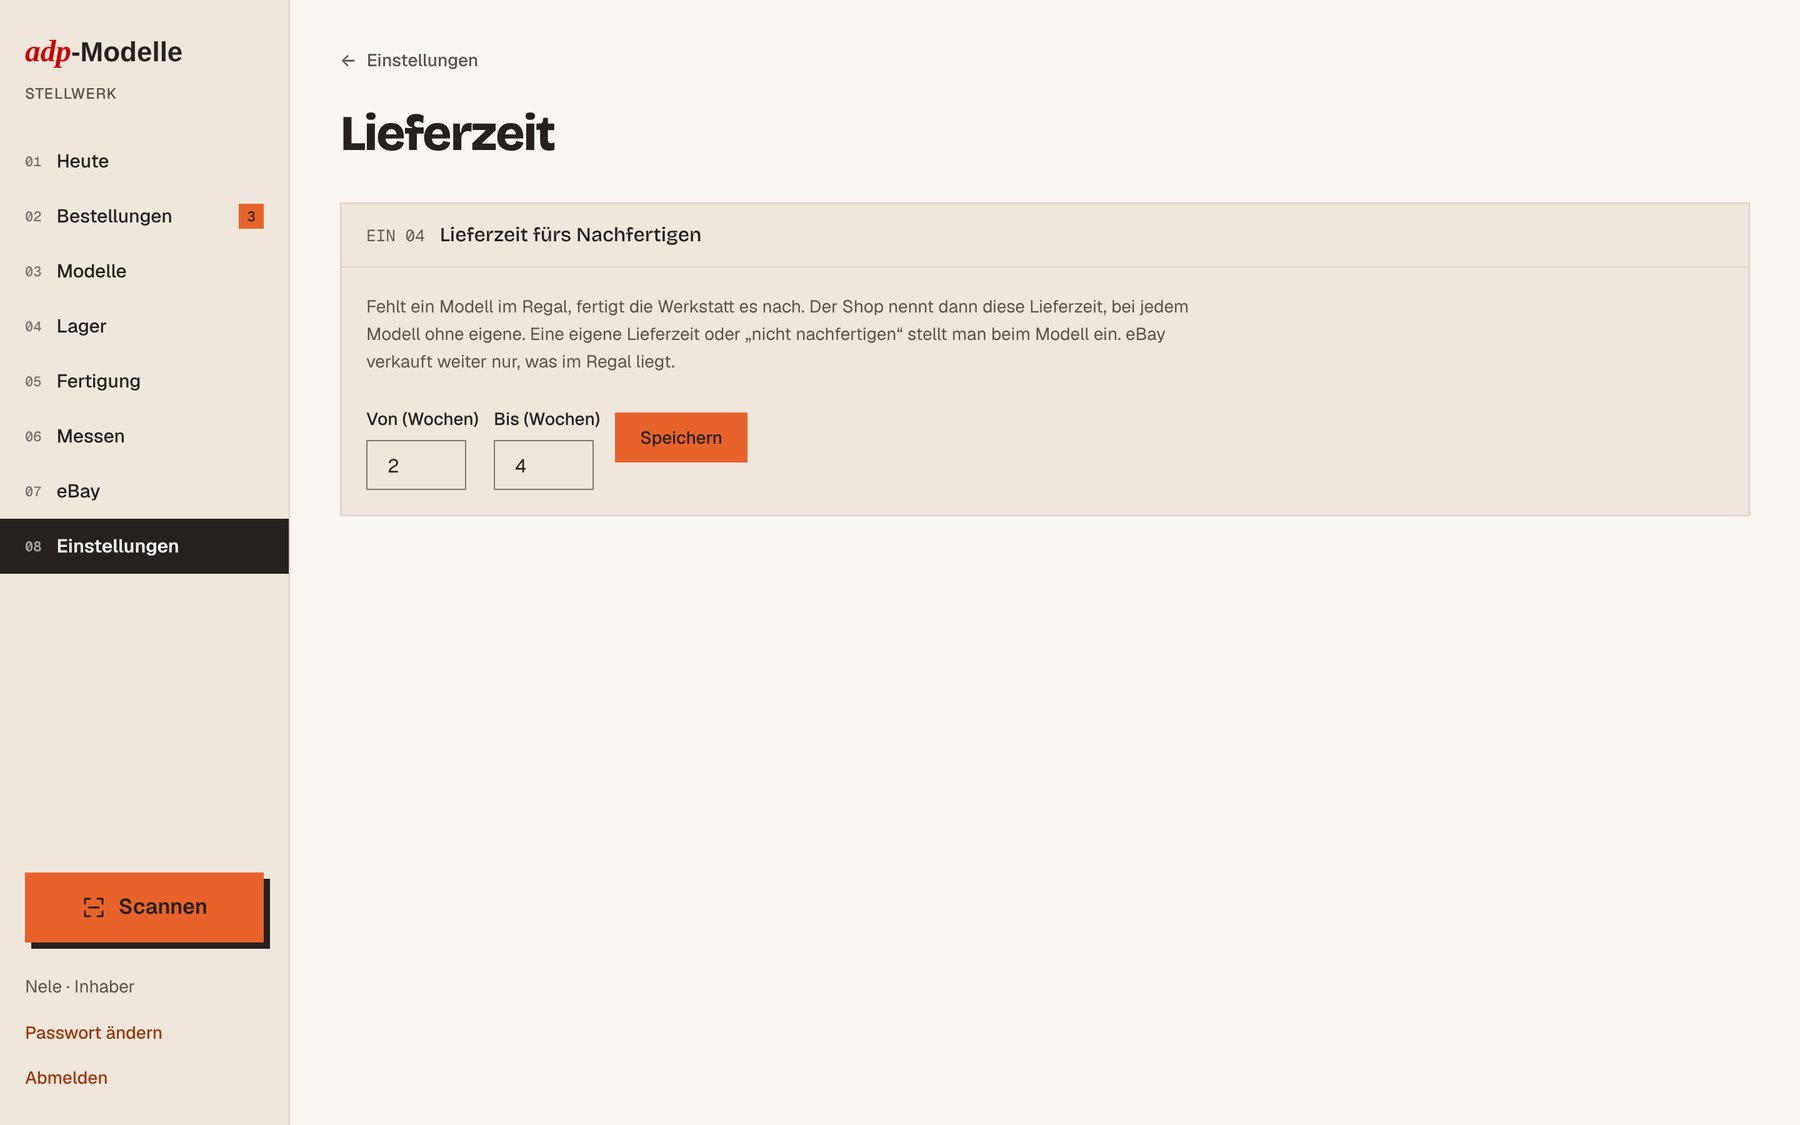 adp-Modelle
STELLWERK
01 Heute
02 Bestellungen 3
03 Modelle
04 Lager
05 Fertigung
06 Messen
07 eBay
08 Einstellungen
Scannen
Nele · Inhaber
Passwort ändern
Abmelden
← Einstellungen
Lieferzeit
EIN 04 Lieferzeit fürs Nachfertigen
Fehlt ein Modell im Regal, fertigt die Werkstatt es nach. Der Shop nennt dann diese Lieferzeit, bei jedem
Modell ohne eigene. Eine eigene Lieferzeit oder „nicht nachfertigen“ stellt man beim Modell ein. eBay
verkauft weiter nur, was im Regal liegt.
Von (Wochen) Bis (Wochen)
2 4 Speichern